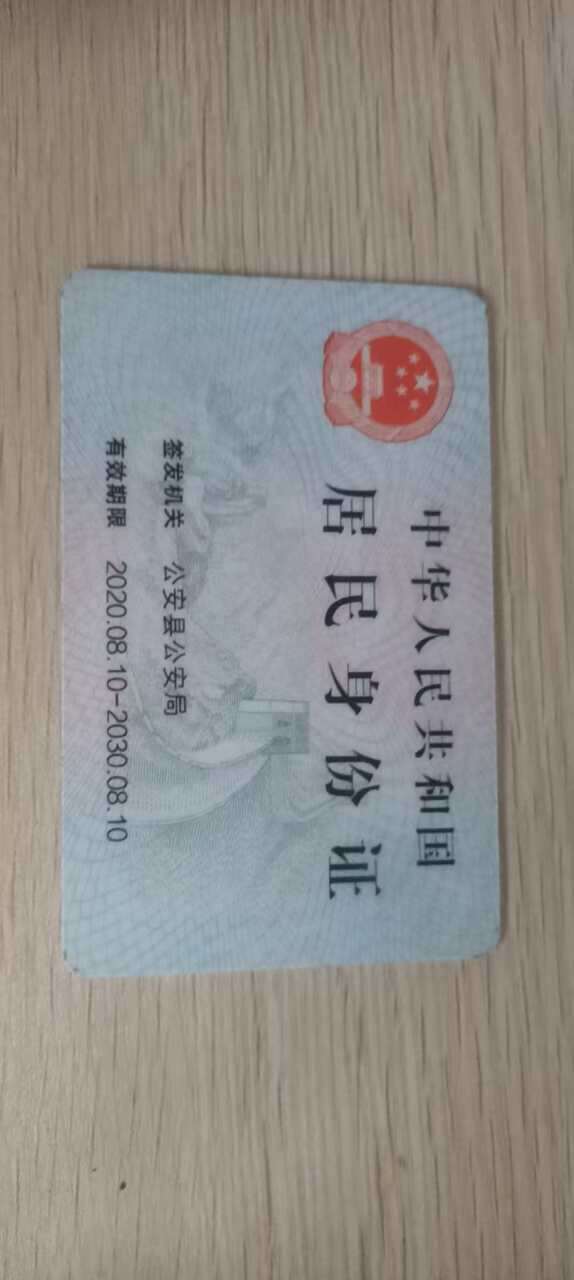 中华人民共和国
居民身份证
签发机关 公安县公安局
有效期限 2020.08.10-2030.08.10